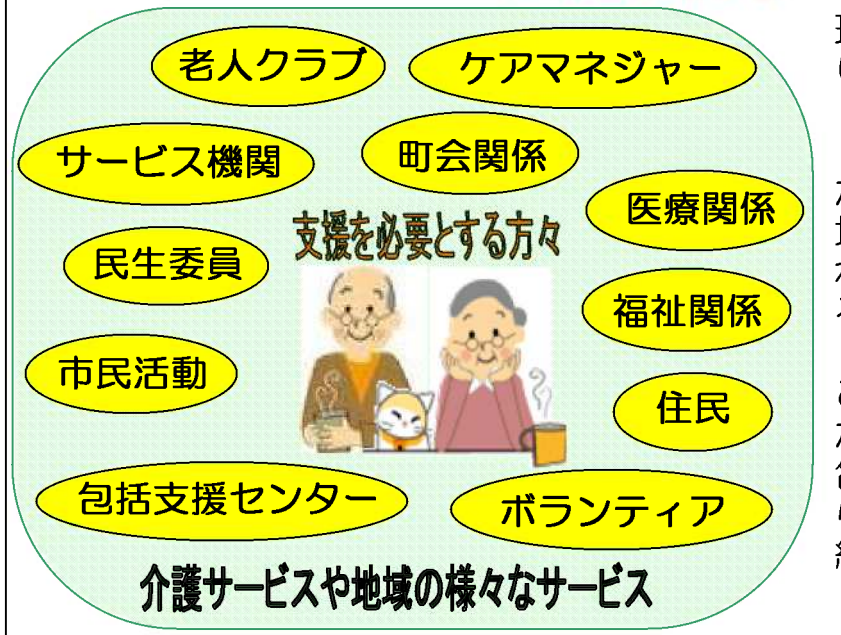 老人クラブ
ケアマネジャー
サービス機関
町会関係
医療関係
支援を必要とする方々
民生委員
福祉関係
市民活動
住民
包括支援センター
ボランティア
介護サービスや地域の様々なサービス